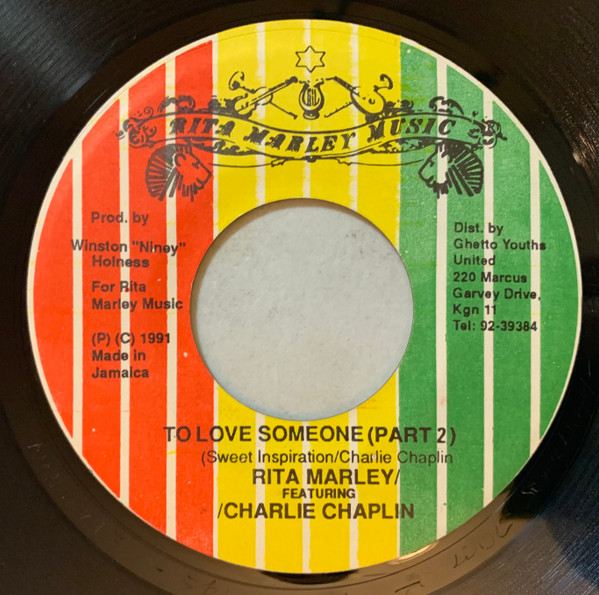 RITA MARLEY MUSIC
Prod. by
Winston "Niney"
Holness
For Rita
Marley Music
(P) (C) 1991
Made in
Jamaica
Dist. by
Ghetto Youths
United
220 Marcus
Garvey Drive,
Kgn 11
Tel: 92-39384
TO LOVE SOMEONE (PART 2)
(Sweet Inspiration/Charlie Chaplin
RITA MARLEY/
FEATURING
/CHARLIE CHAPLIN